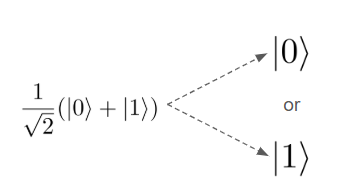 |0⟩
1/√2 (|0⟩ + |1⟩)
or
|1⟩